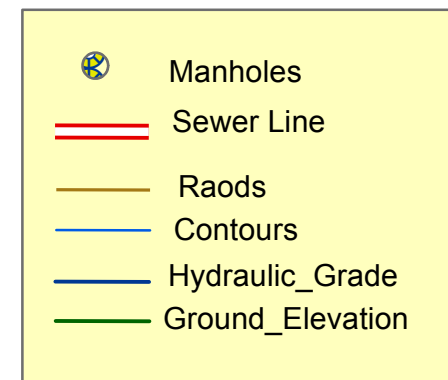 Manholes
Sewer Line
Raods
Contours
Hydraulic_Grade
Ground_Elevation